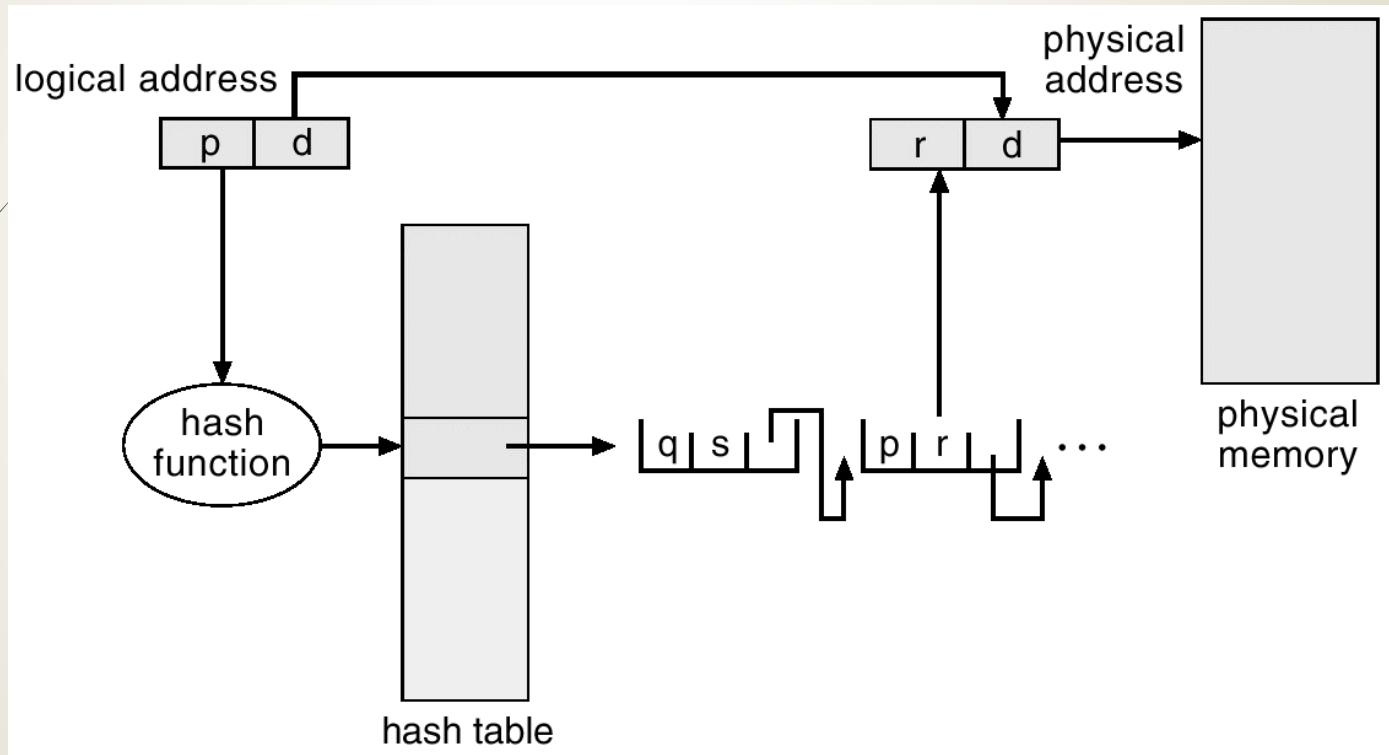 logical address
p d
physical
address
r d
hash
function
q s
p r
...
physical
memory
hash table